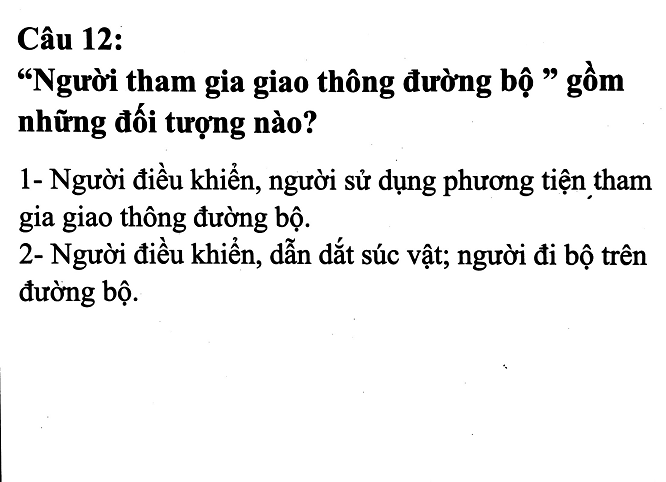 Câu 12:
“Người tham gia giao thông đường bộ ” gồm
những đối tượng nào?
1- Người điều khiển, người sử dụng phương tiện tham
gia giao thông đường bộ.
2- Người điều khiển, dẫn dắt súc vật; người đi bộ trên
đường bộ.